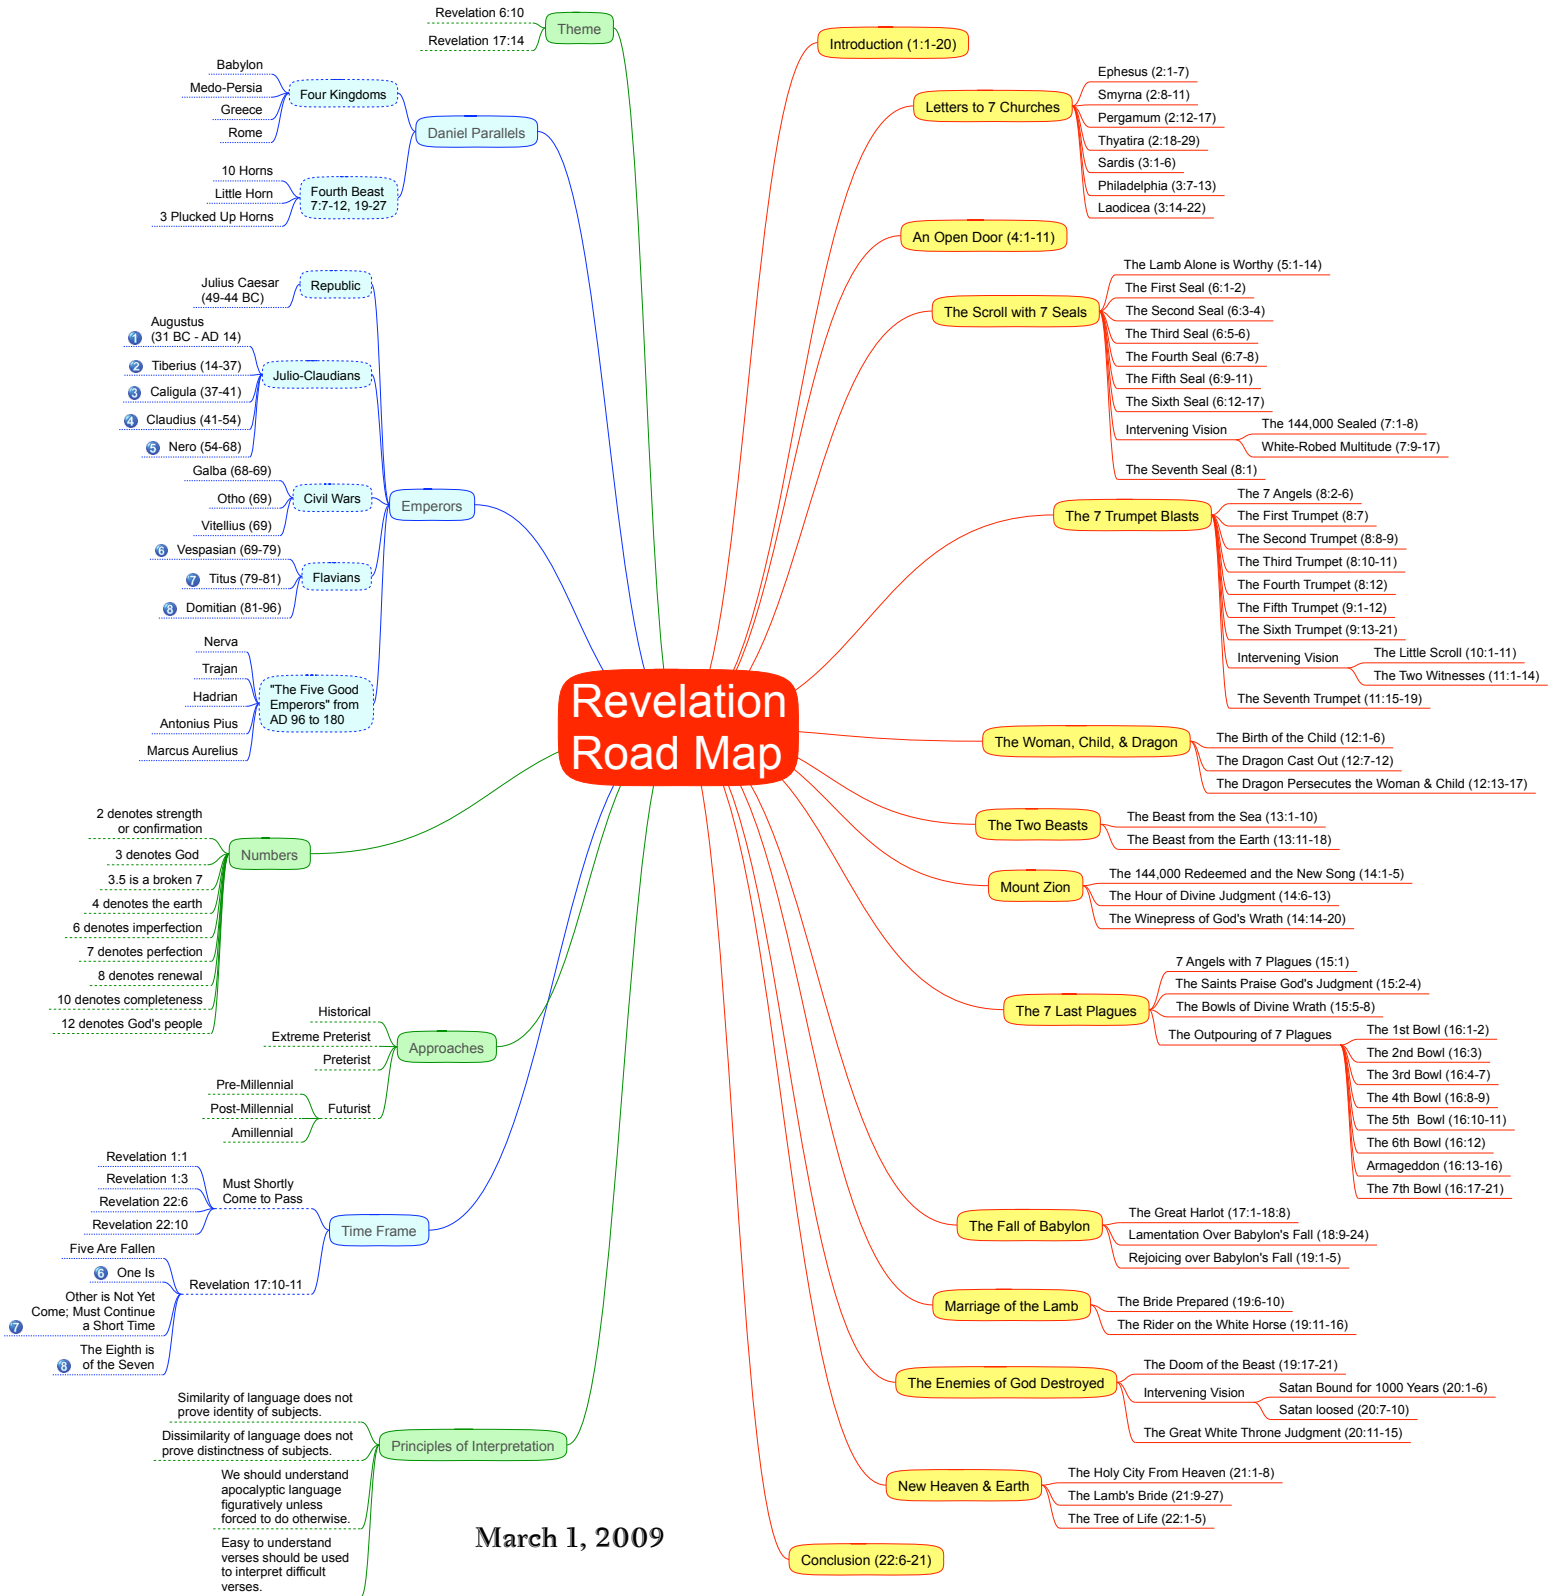 Revelation
Road Map
Theme
Revelation 6:10
Revelation 17:14
Daniel Parallels
Four Kingdoms
Babylon
Medo-Persia
Greece
Rome
Fourth Beast
7:7-12, 19-27
10 Horns
Little Horn
3 Plucked Up Horns
Emperors
Republic
Julius Caesar
(49-44 BC)
Julio-Claudians
Augustus
1 (31 BC - AD 14)
2 Tiberius (14-37)
3 Caligula (37-41)
4 Claudius (41-54)
5 Nero (54-68)
Civil Wars
Galba (68-69)
Otho (69)
Vitellius (69)
Flavians
6 Vespasian (69-79)
7 Titus (79-81)
8 Domitian (81-96)
"The Five Good
Emperors" from
AD 96 to 180
Nerva
Trajan
Hadrian
Antonius Pius
Marcus Aurelius
Numbers
2 denotes strength
or confirmation
3 denotes God
3.5 is a broken 7
4 denotes the earth
6 denotes imperfection
7 denotes perfection
8 denotes renewal
10 denotes completeness
12 denotes God's people
Approaches
Historical
Extreme Preterist
Preterist
Futurist
Pre-Millennial
Post-Millennial
Amillennial
Time Frame
Must Shortly
Come to Pass
Revelation 1:1
Revelation 1:3
Revelation 22:6
Revelation 22:10
Revelation 17:10-11
Five Are Fallen
6 One Is
Other is Not Yet
Come; Must Continue
7 a Short Time
The Eighth is
8 of the Seven
Principles of Interpretation
Similarity of language does not
prove identity of subjects.
Dissimilarity of language does not
prove distinctness of subjects.
We should understand
apocalyptic language
figuratively unless
forced to do otherwise.
Easy to understand
verses should be used
to interpret difficult
verses.
March 1, 2009
Introduction (1:1-20)
Letters to 7 Churches
Ephesus (2:1-7)
Smyrna (2:8-11)
Pergamum (2:12-17)
Thyatira (2:18-29)
Sardis (3:1-6)
Philadelphia (3:7-13)
Laodicea (3:14-22)
An Open Door (4:1-11)
The Scroll with 7 Seals
The Lamb Alone is Worthy (5:1-14)
The First Seal (6:1-2)
The Second Seal (6:3-4)
The Third Seal (6:5-6)
The Fourth Seal (6:7-8)
The Fifth Seal (6:9-11)
The Sixth Seal (6:12-17)
Intervening Vision
The 144,000 Sealed (7:1-8)
White-Robed Multitude (7:9-17)
The Seventh Seal (8:1)
The 7 Trumpet Blasts
The 7 Angels (8:2-6)
The First Trumpet (8:7)
The Second Trumpet (8:8-9)
The Third Trumpet (8:10-11)
The Fourth Trumpet (8:12)
The Fifth Trumpet (9:1-12)
The Sixth Trumpet (9:13-21)
Intervening Vision
The Little Scroll (10:1-11)
The Two Witnesses (11:1-14)
The Seventh Trumpet (11:15-19)
The Woman, Child, & Dragon
The Birth of the Child (12:1-6)
The Dragon Cast Out (12:7-12)
The Dragon Persecutes the Woman & Child (12:13-17)
The Two Beasts
The Beast from the Sea (13:1-10)
The Beast from the Earth (13:11-18)
Mount Zion
The 144,000 Redeemed and the New Song (14:1-5)
The Hour of Divine Judgment (14:6-13)
The Winepress of God's Wrath (14:14-20)
The 7 Last Plagues
7 Angels with 7 Plagues (15:1)
The Saints Praise God's Judgment (15:2-4)
The Bowls of Divine Wrath (15:5-8)
The Outpouring of 7 Plagues
The 1st Bowl (16:1-2)
The 2nd Bowl (16:3)
The 3rd Bowl (16:4-7)
The 4th Bowl (16:8-9)
The 5th Bowl (16:10-11)
The 6th Bowl (16:12)
Armageddon (16:13-16)
The 7th Bowl (16:17-21)
The Fall of Babylon
The Great Harlot (17:1-18:8)
Lamentation Over Babylon's Fall (18:9-24)
Rejoicing over Babylon's Fall (19:1-5)
Marriage of the Lamb
The Bride Prepared (19:6-10)
The Rider on the White Horse (19:11-16)
The Enemies of God Destroyed
The Doom of the Beast (19:17-21)
Intervening Vision
Satan Bound for 1000 Years (20:1-6)
Satan loosed (20:7-10)
The Great White Throne Judgment (20:11-15)
New Heaven & Earth
The Holy City From Heaven (21:1-8)
The Lamb's Bride (21:9-27)
The Tree of Life (22:1-5)
Conclusion (22:6-21)